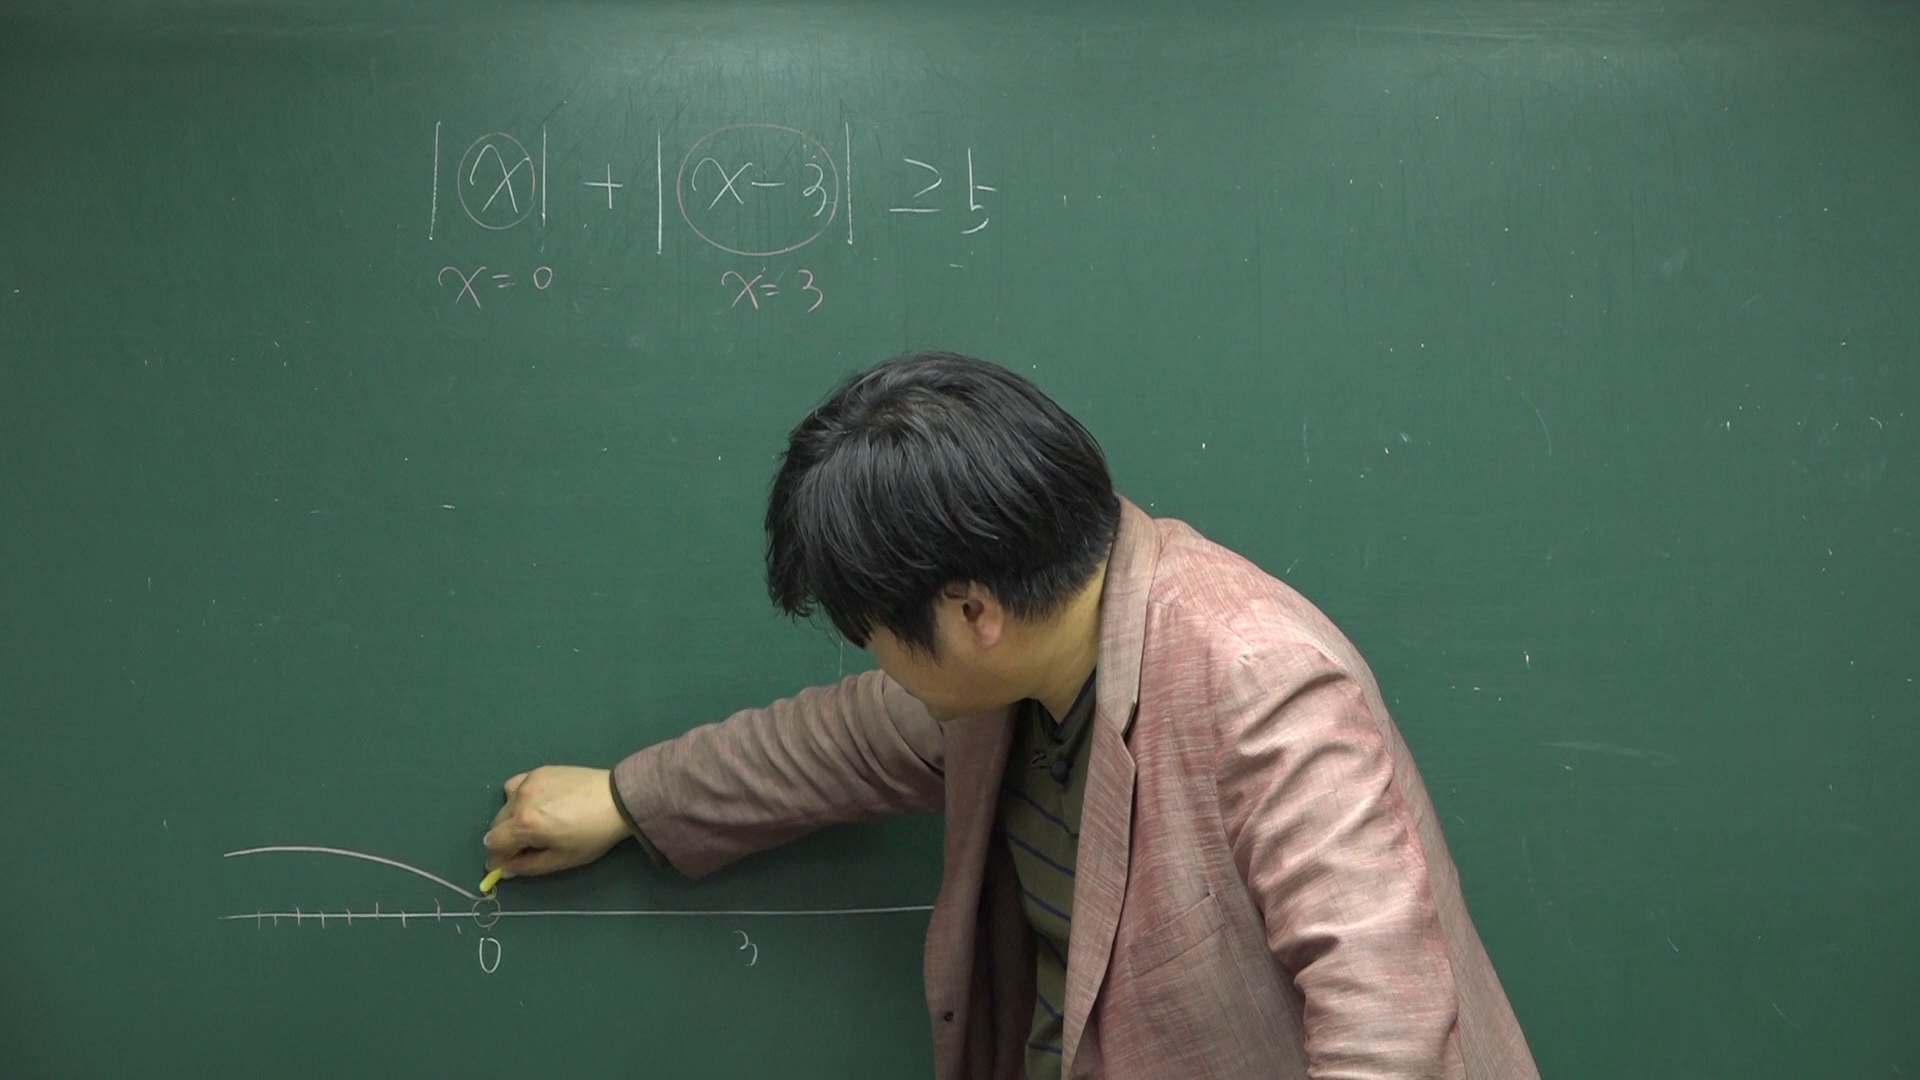 |x| + |x-3| ≥ 5
x=0 x=3
0 3